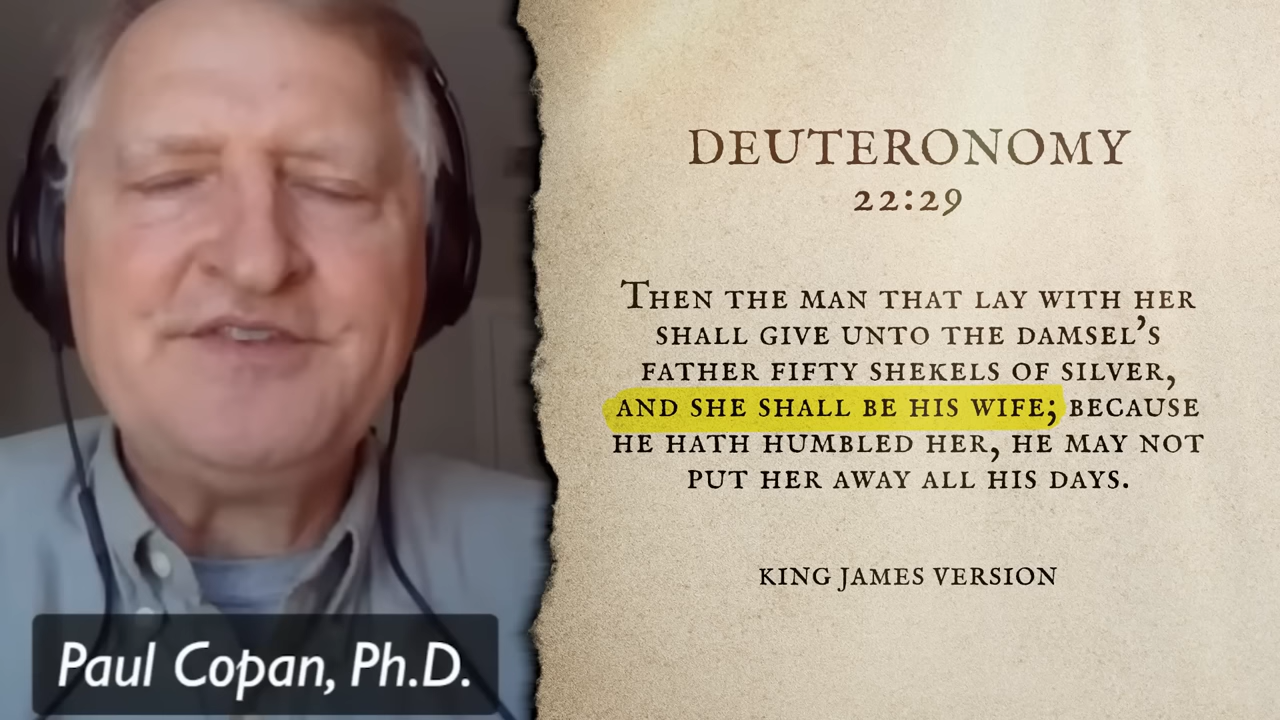 Paul Copan, Ph.D.
DEUTERONOMY
22:29
THEN THE MAN THAT LAY WITH HER
SHALL GIVE UNTO THE DAMSEL'S
FATHER FIFTY SHEKELS OF SILVER,
AND SHE SHALL BE HIS WIFE; BECAUSE
HE HATH HUMBLED HER, HE MAY NOT
PUT HER AWAY ALL HIS DAYS.
KING JAMES VERSION